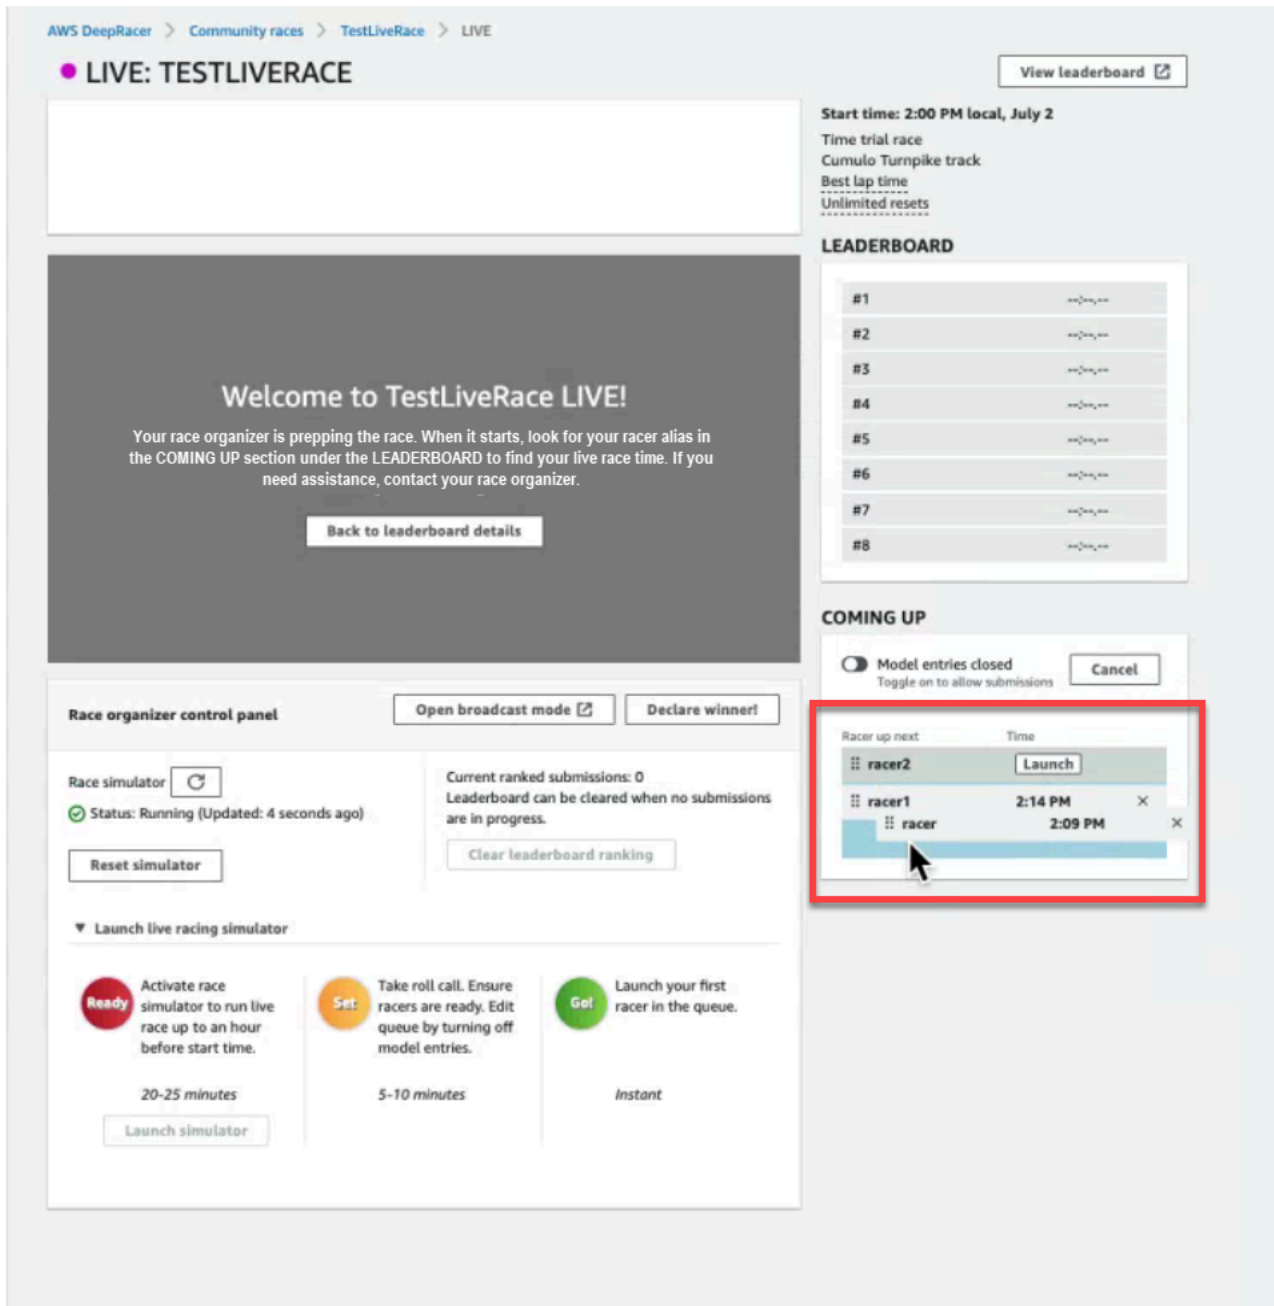 AWS DeepRacer > Community races > TestLiveRace > LIVE
LIVE: TESTLIVERACE
View leaderboard
Start time: 2:00 PM local, July 2
Time trial race
Cumulo Turnpike track
Best lap time
Unlimited resets
LEADERBOARD
#1 --:--.--
#2 --:--.--
#3 --:--.--
#4 --:--.--
#5 --:--.--
#6 --:--.--
#7 --:--.--
#8 --:--.--
Welcome to TestLiveRace LIVE!
Your race organizer is prepping the race. When it starts, look for your racer alias in
the COMING UP section under the LEADERBOARD to find your live race time. If you
need assistance, contact your race organizer.
Back to leaderboard details
COMING UP
Model entries closed
Toggle on to allow submissions
Cancel
Racer up next Time
racer2 Launch
racer1 2:14 PM ×
racer 2:09 PM ×
Race organizer control panel
Open broadcast mode
Declare winner!
Race simulator
Status: Running (Updated: 4 seconds ago)
Reset simulator
Current ranked submissions: 0
Leaderboard can be cleared when no submissions
are in progress.
Clear leaderboard ranking
▼ Launch live racing simulator
Ready
Activate race
simulator to run live
race up to an hour
before start time.
20-25 minutes
Launch simulator
Set
Take roll call. Ensure
racers are ready. Edit
queue by turning off
model entries.
5-10 minutes
Go!
Launch your first
racer in the queue.
Instant